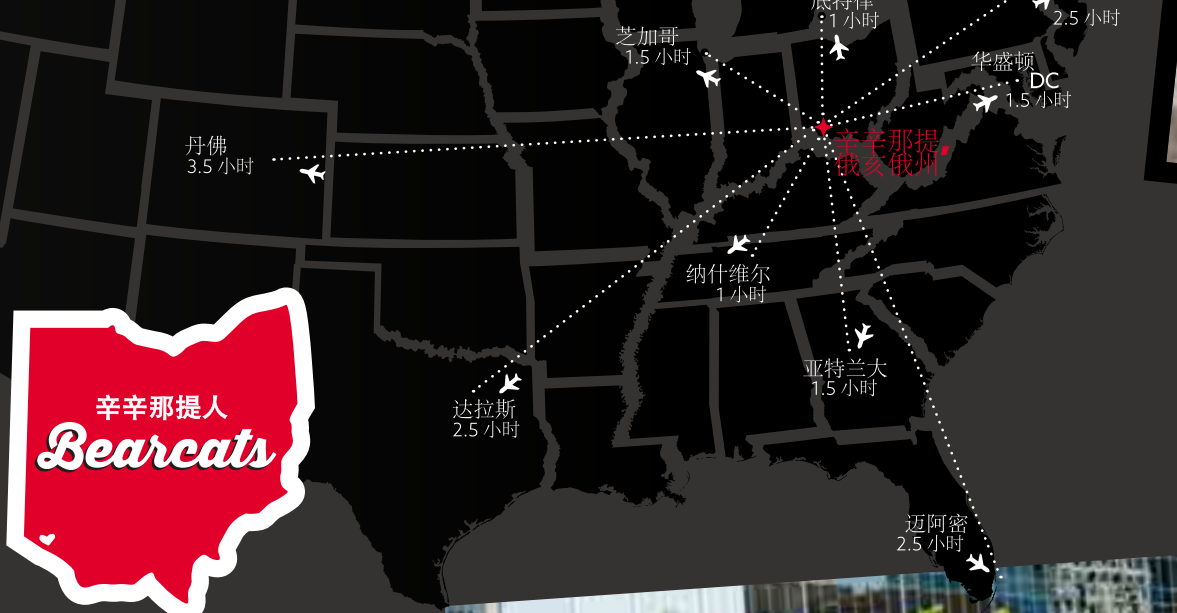 底特律
1 小时
2.5 小时
芝加哥
1.5 小时
华盛顿
DC
1.5 小时
丹佛
3.5 小时
辛辛那提,
俄亥俄州
纳什维尔
1 小时
亚特兰大
1.5 小时
达拉斯
2.5 小时
辛辛那提人
Bearcats
迈阿密
2.5 小时